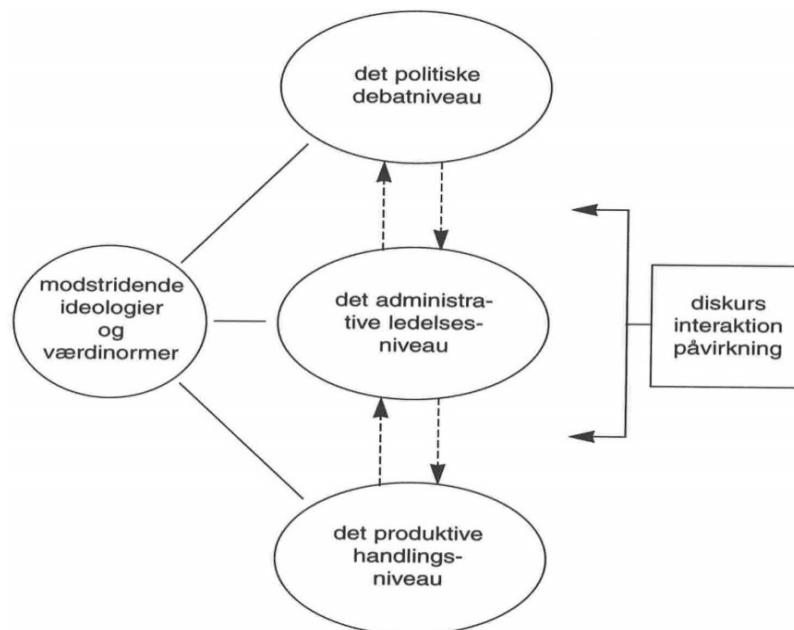 det politiske
debatniveau
modstridende
ideologier
og
værdinormer
det administra-
tive ledelses-
niveau
diskurs
interaktion
påvirkning
det produktive
handlings-
niveau